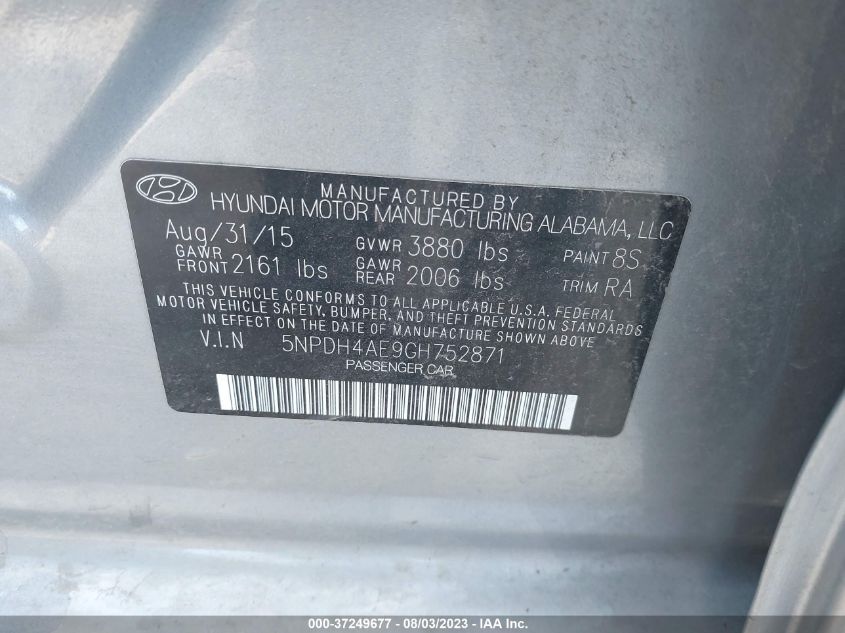 MANUFACTURED BY
HYUNDAI MOTOR MANUFACTURING ALABAMA, LLC
Aug/31/15 GVWR 3880 lbs PAINT 8S
GAWR FRONT 2161 lbs GAWR REAR 2006 lbs TRIM RA
THIS VEHICLE CONFORMS TO ALL APPLICABLE U.S.A. FEDERAL
MOTOR VEHICLE SAFETY, BUMPER, AND THEFT PREVENTION STANDARDS
IN EFFECT ON THE DATE OF MANUFACTURE SHOWN ABOVE
V.I.N 5NPDH4AE9GH752871
PASSENGER CAR
000-37249677 - 08/03/2023 - IAA Inc.